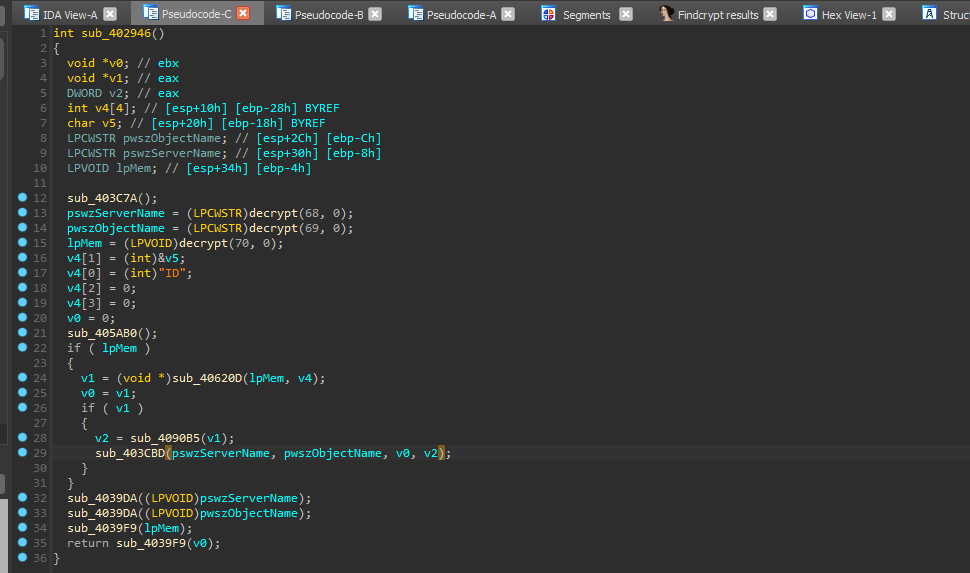 IDA View-A Pseudocode-C Pseudocode-B Pseudocode-A Segments Findcrypt results Hex View-1 Struc
1 int sub_402946()
2 {
3 void *v0; // ebx
4 void *v1; // eax
5 DWORD v2; // eax
6 int v4[4]; // [esp+10h] [ebp-28h] BYREF
7 char v5; // [esp+20h] [ebp-18h] BYREF
8 LPCWSTR pwszObjectName; // [esp+2Ch] [ebp-Ch]
9 LPCWSTR pswzServerName; // [esp+30h] [ebp-8h]
10 LPVOID lpMem; // [esp+34h] [ebp-4h]
11
12 sub_403C7A();
13 pswzServerName = (LPCWSTR)decrypt(68, 0);
14 pwszObjectName = (LPCWSTR)decrypt(69, 0);
15 lpMem = (LPVOID)decrypt(70, 0);
16 v4[1] = (int)&v5;
17 v4[0] = (int)"ID";
18 v4[2] = 0;
19 v4[3] = 0;
20 v0 = 0;
21 sub_405AB0();
22 if ( lpMem )
23 {
24 v1 = (void *)sub_40620D(lpMem, v4);
25 v0 = v1;
26 if ( v1 )
27 {
28 v2 = sub_4090B5(v1);
29 sub_403CBD(pswzServerName, pwszObjectName, v0, v2);
30 }
31 }
32 sub_4039DA((LPVOID)pswzServerName);
33 sub_4039DA((LPVOID)pwszObjectName);
34 sub_4039F9(lpMem);
35 return sub_4039F9(v0);
36 }